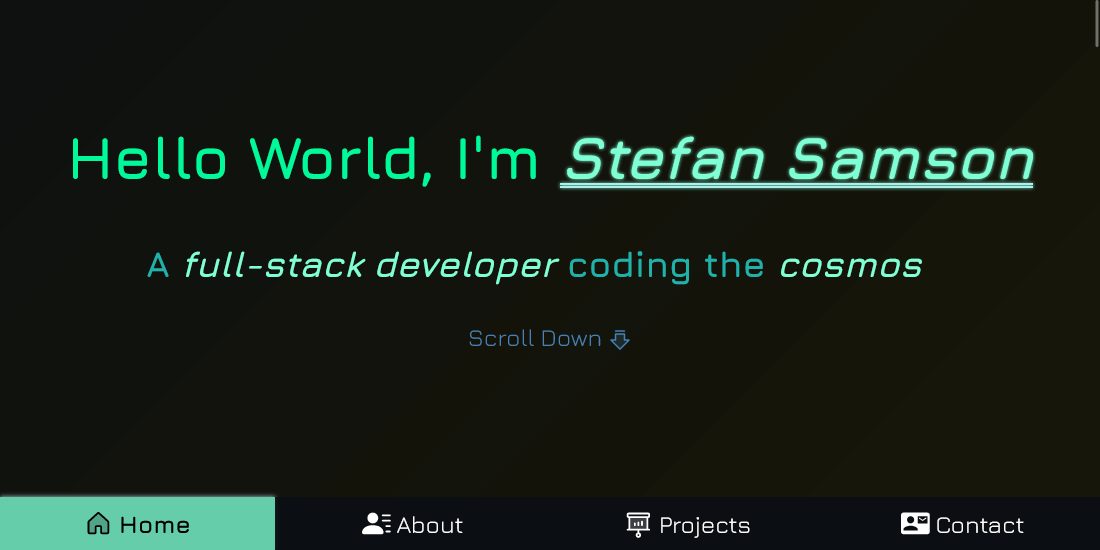 Hello World, I'm Stefan Samson
A full-stack developer coding the cosmos
Scroll Down
Home
About
Projects
Contact